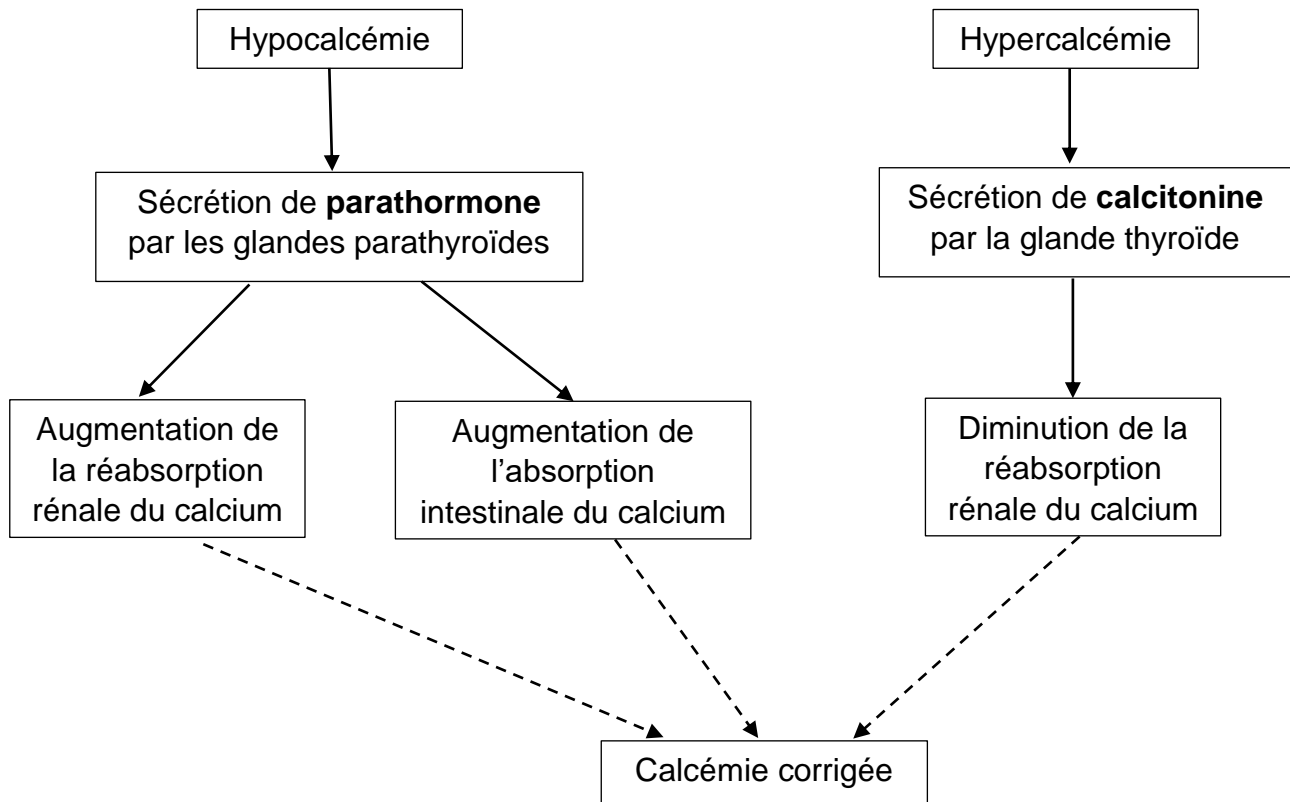 Hypocalcémie
Hypercalcémie
Sécrétion de parathormone
par les glandes parathyroïdes
Sécrétion de calcitonine
par la glande thyroïde
Augmentation de
la réabsorption
rénale du calcium
Augmentation de
l'absorption
intestinale du calcium
Diminution de la
réabsorption
rénale du calcium
Calcémie corrigée